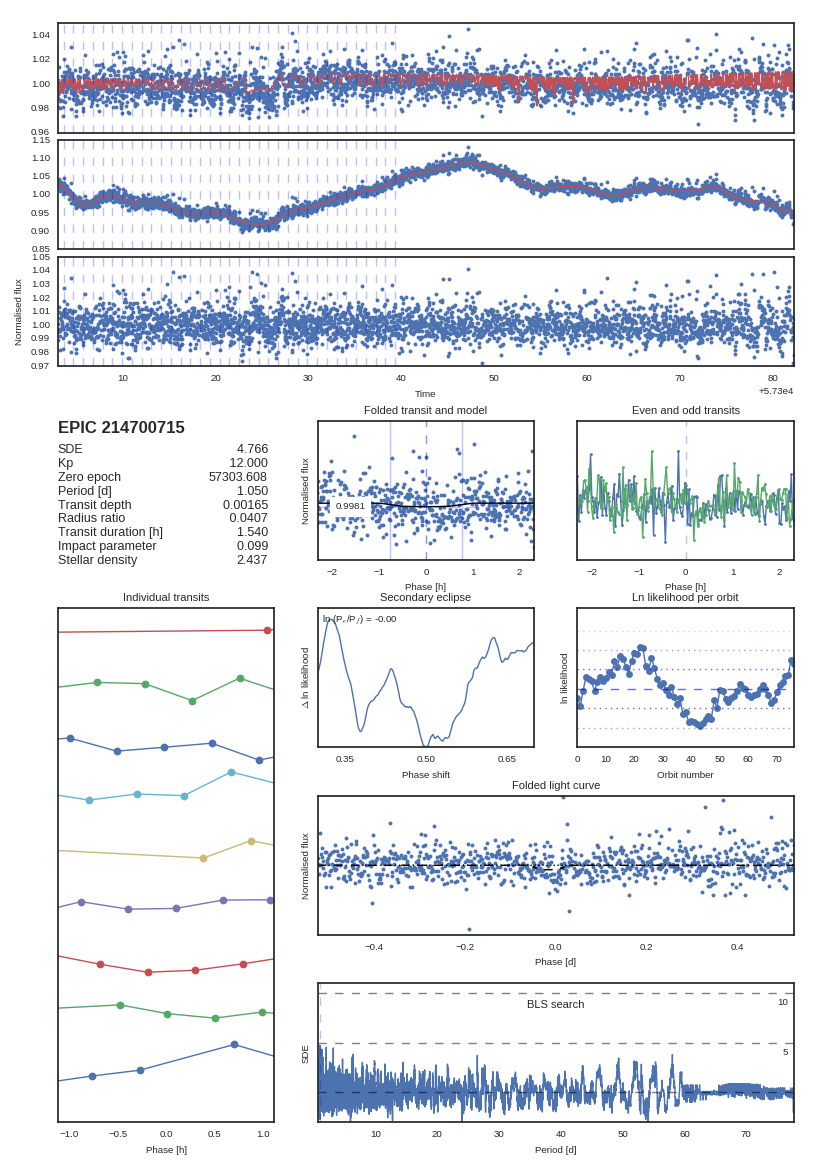 1.04
1.02
1.00
0.98
0.96
1.15
1.10
1.05
1.00
0.95
0.90
0.85
1.05
1.04
1.03
1.02
1.01
1.00
0.99
0.98
0.97
Normalised flux
10 20 30 40 50 60 70 80
Time
+5.73e4
EPIC 214700715
SDE 4.766
Kp 12.000
Zero epoch 57303.608
Period [d] 1.050
Transit depth 0.00165
Radius ratio 0.0407
Transit duration [h] 1.540
Impact parameter 0.099
Stellar density 2.437
Folded transit and model
Normalised flux
0.9981
−2 −1 0 1 2
Phase [h]
Even and odd transits
−2 −1 0 1 2
Phase [h]
Individual transits
−1.0 −0.5 0.0 0.5 1.0
Phase [h]
Secondary eclipse
Δ ln likelihood
0.35 0.50 0.65
Phase shift
Ln likelihood per orbit
ln likelihood
0 10 20 30 40 50 60 70
Orbit number
Folded light curve
Normalised flux
−0.4 −0.2 0.0 0.2 0.4
Phase [d]
BLS search
SDE
10
5
10 20 30 40 50 60 70
Period [d]